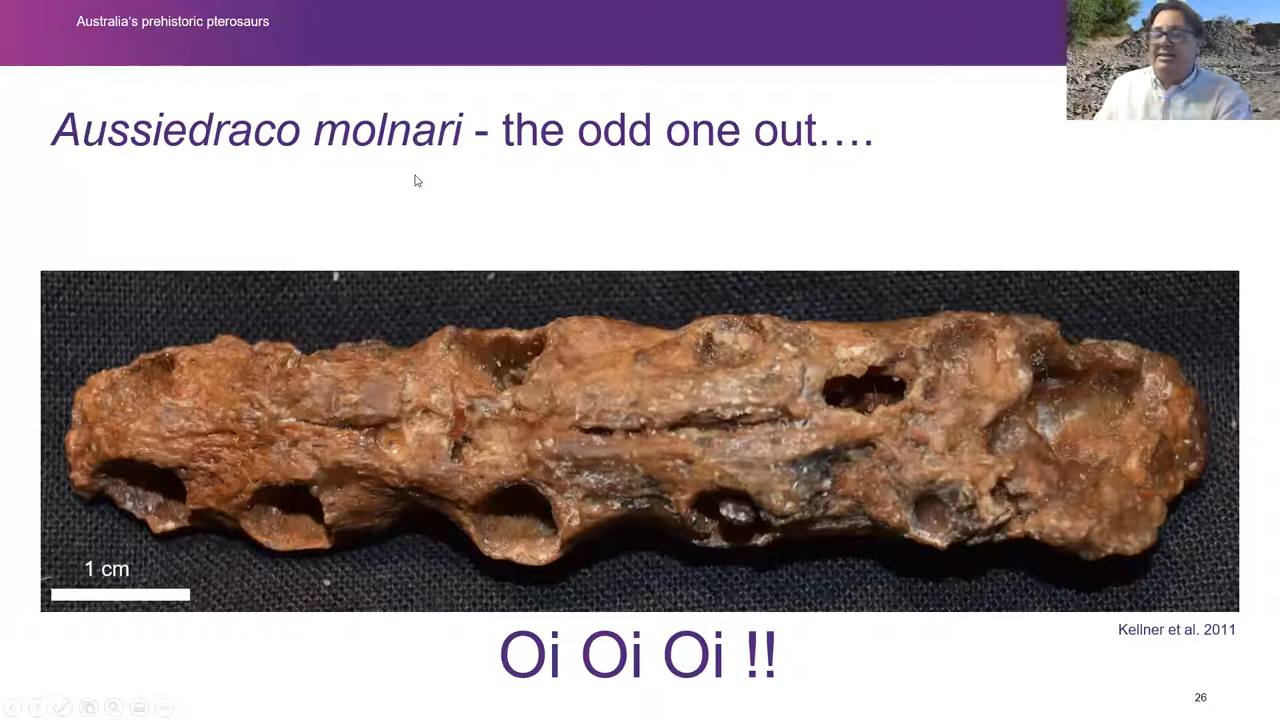 Australia's prehistoric pterosaurs
Aussiedraco molnari - the odd one out….
1 cm
Kellner et al. 2011
Oi Oi Oi !!
26